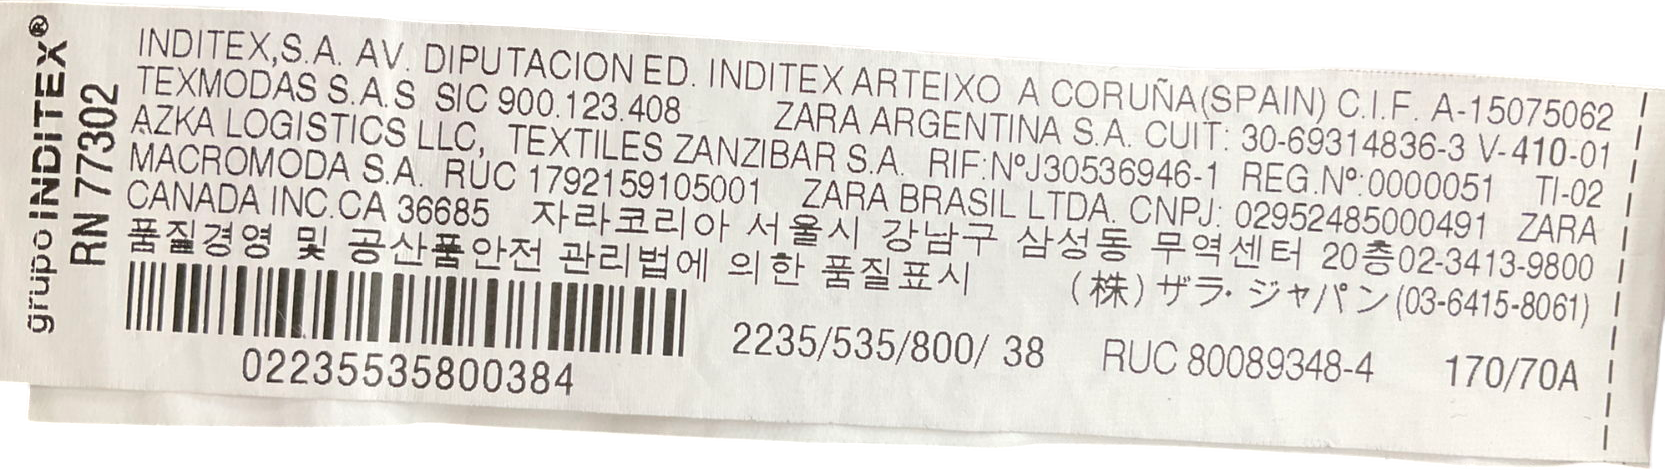 grupo INDITEX®
RN 77302
INDITEX,S.A. AV. DIPUTACION ED. INDITEX ARTEIXO A CORUÑA(SPAIN) C.I.F. A-15075062
TEXMODAS S.A.S SIC 900.123.408 ZARA ARGENTINA S.A. CUIT: 30-69314836-3 V-410-01
AZKA LOGISTICS LLC, TEXTILES ZANZIBAR S.A. RIF:NºJ30536946-1 REG.Nº:0000051 TI-02
MACROMODA S.A. RUC 1792159105001 ZARA BRASIL LTDA. CNPJ: 02952485000491 ZARA
CANADA INC.CA 36685 자라코리아 서울시 강남구 삼성동 무역센터 20층02-3413-9800
품질경영 및 공산품안전 관리법에 의한 품질표시 (株)ザラ・ジャパン(03-6415-8061)
2235/535/800/ 38 RUC 80089348-4 170/70A
02235535800384